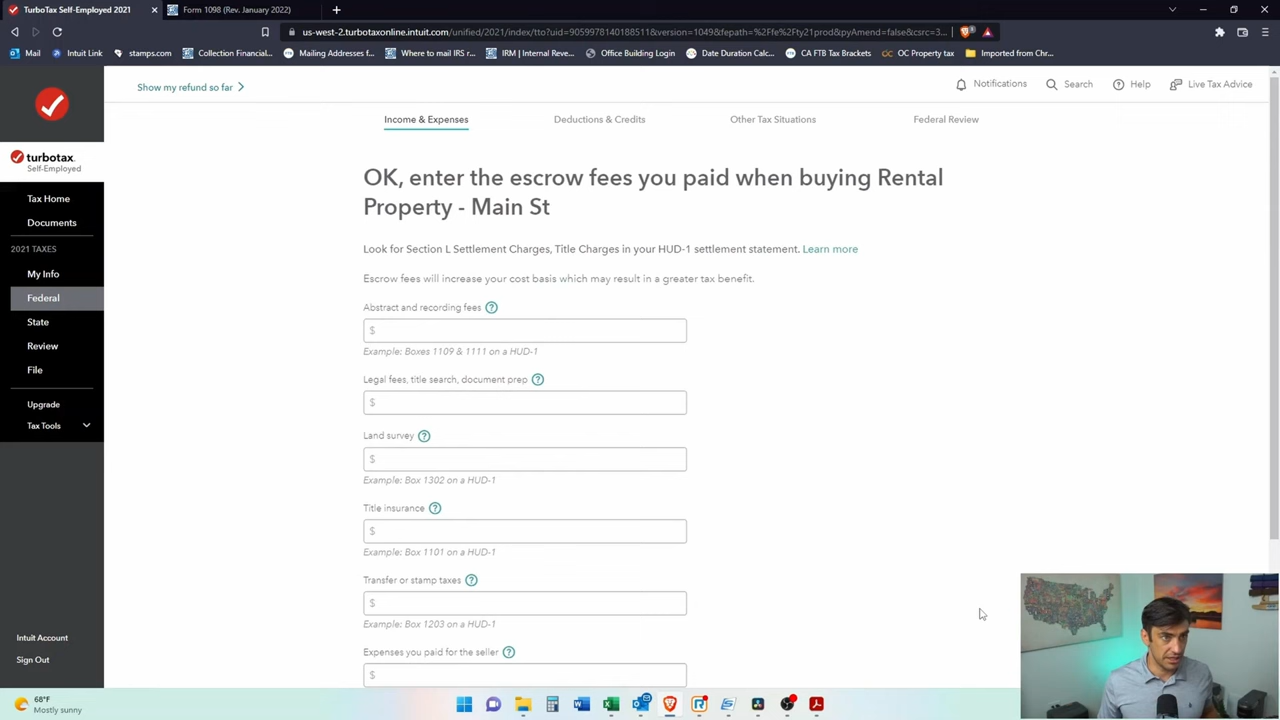 TurboTax Self-Employed 2021
Form 1098 (Rev. January 2022)
us-west-2.turbotaxonline.intuit.com/unified/2021/index/tto?uid=9059978140188511&version=1049&fepath=%2Ffe%2Fty21prod&pyAmend=false&csrc=3...
Mail
Intuit Link
stamps.com
Collection Financial...
Mailing Addresses f...
Where to mail IRS r...
IRM | Internal Reve...
Office Building Login
Date Duration Calc...
CA FTB Tax Brackets
OC Property tax
Imported from Chr...
Show my refund so far
Notifications
Search
Help
Live Tax Advice
Income & Expenses
Deductions & Credits
Other Tax Situations
Federal Review
turbotax
Self-Employed
Tax Home
Documents
2021 TAXES
My Info
Federal
State
Review
File
Upgrade
Tax Tools
Intuit Account
Sign Out
OK, enter the escrow fees you paid when buying Rental
Property - Main St
Look for Section L Settlement Charges, Title Charges in your HUD-1 settlement statement. Learn more
Escrow fees will increase your cost basis which may result in a greater tax benefit.
Abstract and recording fees ?
$
Example: Boxes 1109 & 1111 on a HUD-1
Legal fees, title search, document prep ?
$
Land survey ?
$
Example: Box 1302 on a HUD-1
Title insurance ?
$
Example: Box 1101 on a HUD-1
Transfer or stamp taxes ?
$
Example: Box 1203 on a HUD-1
Expenses you paid for the seller ?
$
68°F
Mostly sunny